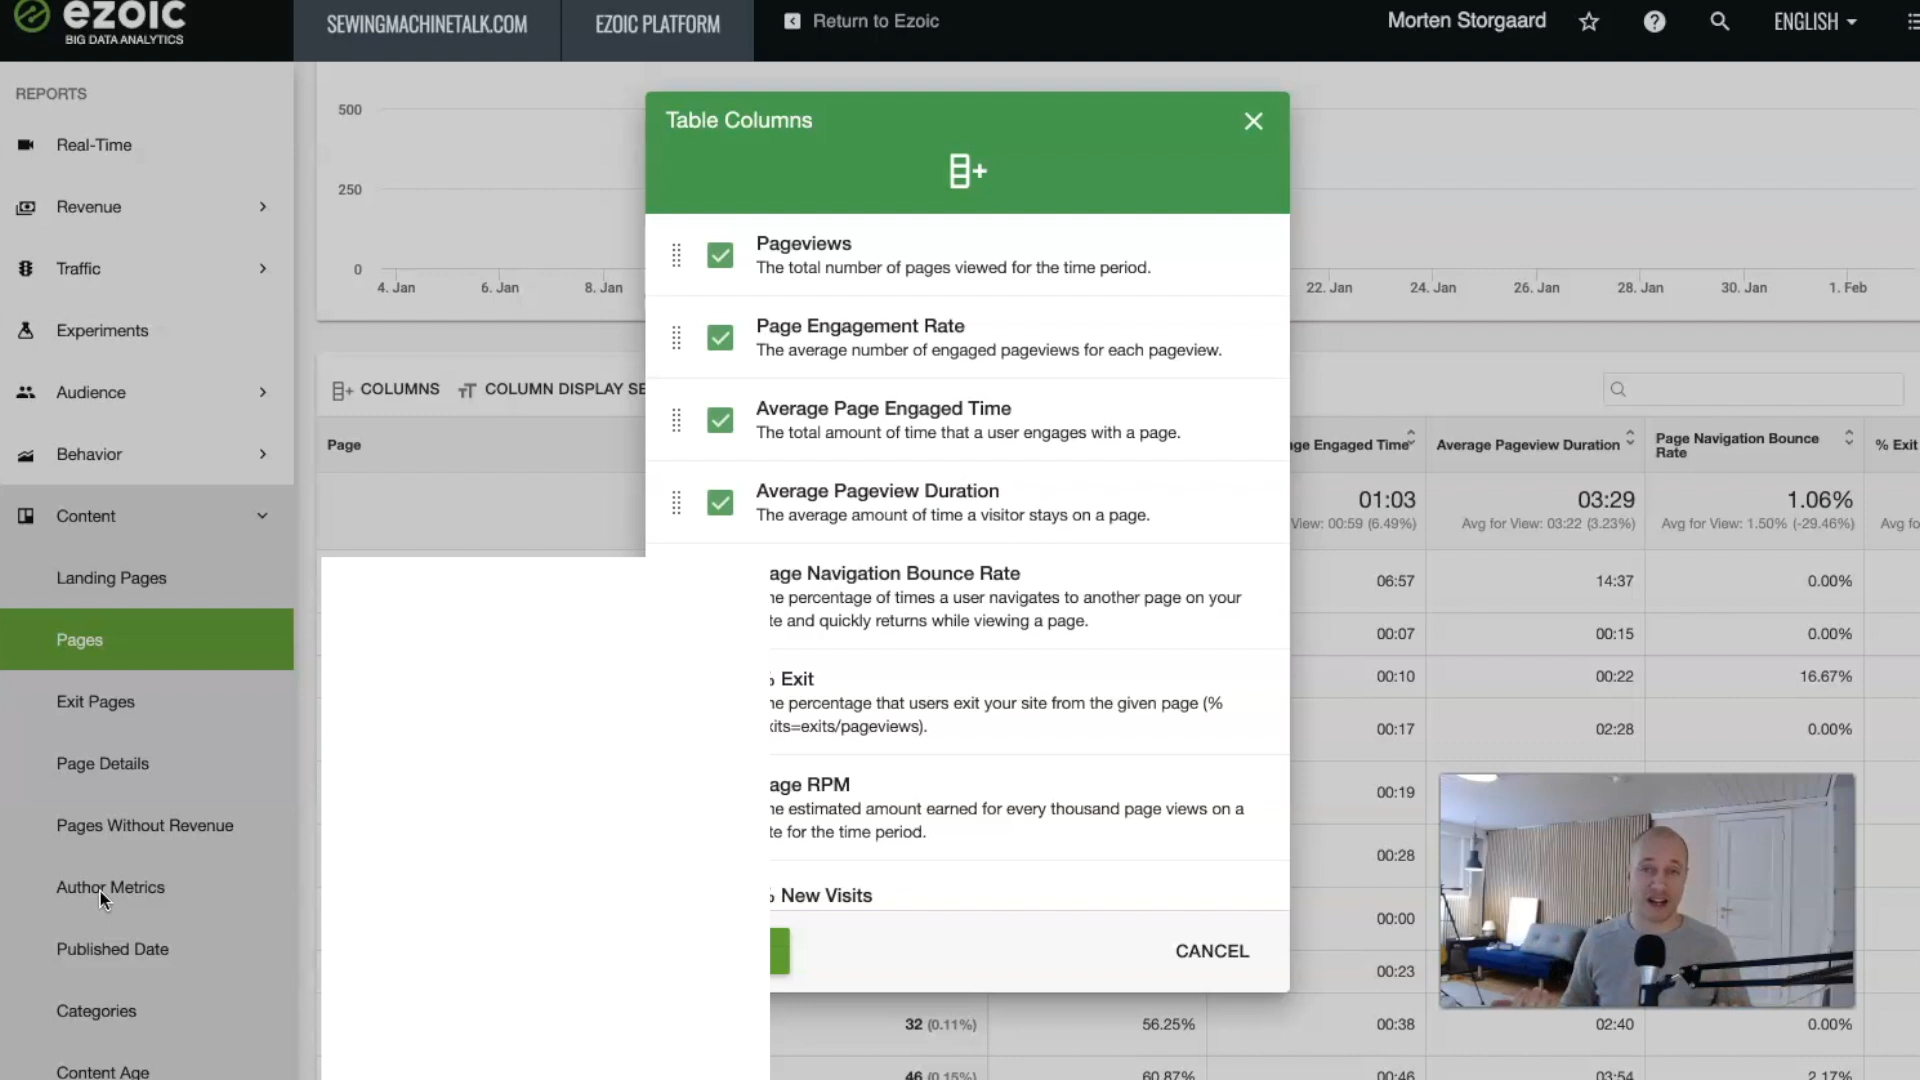 ezoic
BIG DATA ANALYTICS
SEWINGMACHINETALK.COM
EZOIC PLATFORM
Return to Ezoic
Morten Storgaard
ENGLISH
REPORTS
Real-Time
Revenue
Traffic
Experiments
Audience
Behavior
Content
Landing Pages
Pages
Exit Pages
Page Details
Pages Without Revenue
Author Metrics
Published Date
Categories
Content Age
500
250
0
4. Jan
6. Jan
8. Jan
22. Jan
24. Jan
26. Jan
28. Jan
30. Jan
1. Feb
COLUMNS
COLUMN DISPLAY SE
Table Columns
Pageviews
The total number of pages viewed for the time period.
Page Engagement Rate
The average number of engaged pageviews for each pageview.
Average Page Engaged Time
The total amount of time that a user engages with a page.
Average Pageview Duration
The average amount of time a visitor stays on a page.
age Navigation Bounce Rate
he percentage of times a user navigates to another page on your
te and quickly returns while viewing a page.
% Exit
he percentage that users exit your site from the given page (%
xits=exits/pageviews).
age RPM
he estimated amount earned for every thousand page views on a
te for the time period.
% New Visits
CANCEL
Page
age Engaged Time
Average Pageview Duration
Page Navigation Bounce
Rate
% Exit
01:03
View: 00:59 (6.49%)
03:29
Avg for View: 03:22 (3.23%)
1.06%
Avg for View: 1.50% (-29.46%)
Avg fo
06:57
14:37
0.00%
00:07
00:15
0.00%
00:10
00:22
16.67%
00:17
02:28
0.00%
00:19
00:28
00:00
00:23
32 (0.11%)
56.25%
00:38
02:40
0.00%
46 (0.15%)
60.87%
00:46
03:54
2.17%